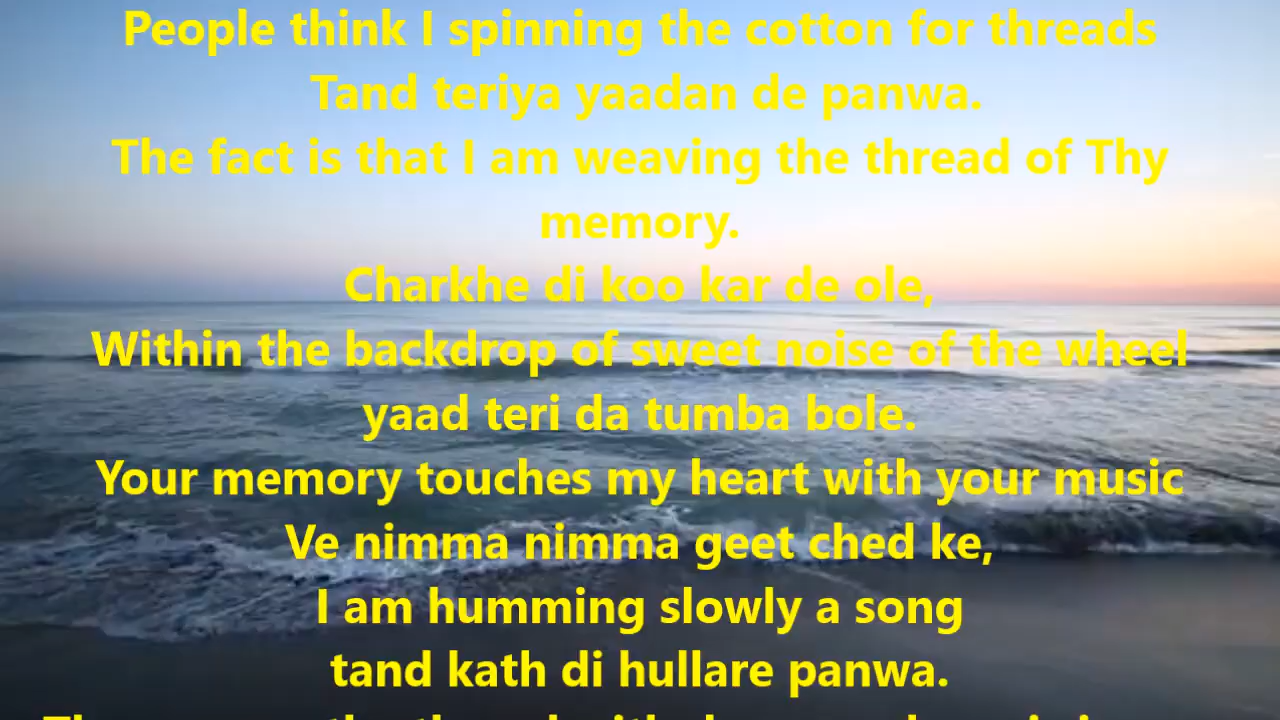 People think I spinning the cotton for threads
Tand teriya yaadan de panwa.
The fact is that I am weaving the thread of Thy
memory.
Charkhe di koo kar de ole,
Within the backdrop of sweet noise of the wheel
yaad teri da tumba bole.
Your memory touches my heart with your music
Ve nimma nimma geet ched ke,
I am humming slowly a song
tand kath di hullare panwa.